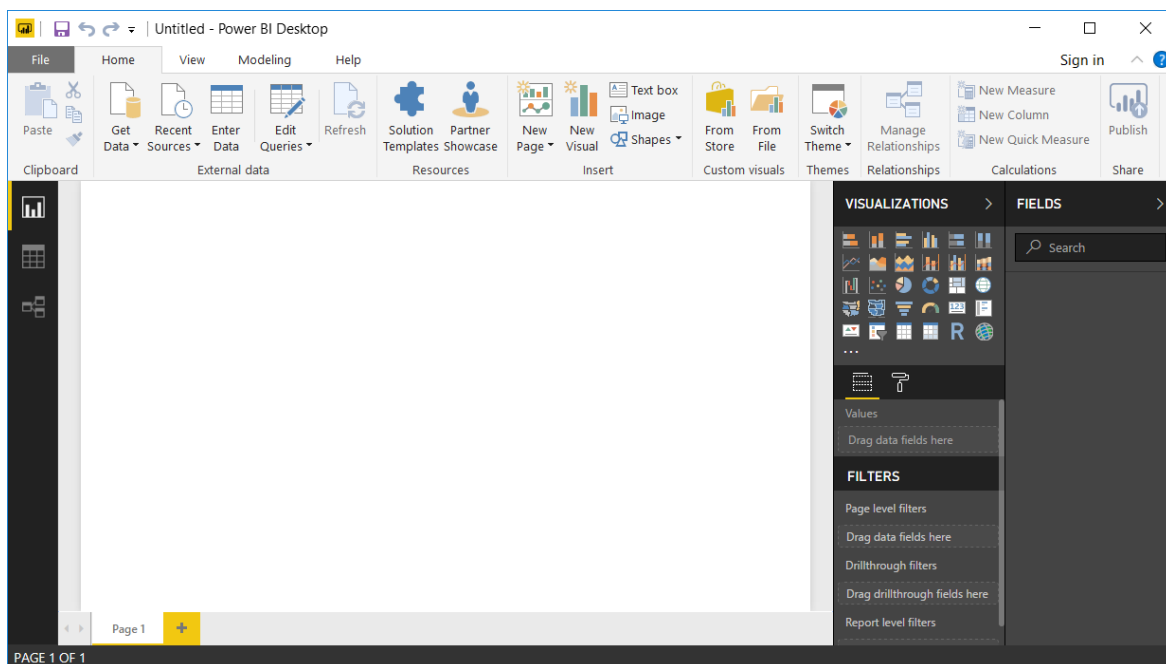 Untitled - Power BI Desktop
File Home View Modeling Help Sign in ?
Paste
Get Data
Recent Sources
Enter Data
Edit Queries
Refresh
Solution Templates
Partner Showcase
New Page
New Visual
Text box
Image
Shapes
From Store
From File
Switch Theme
Manage Relationships
New Measure
New Column
New Quick Measure
Publish
Clipboard External data Resources Insert Custom visuals Themes Relationships Calculations Share
VISUALIZATIONS
FIELDS
Search
123
R
Values
Drag data fields here
FILTERS
Page level filters
Drag data fields here
Drillthrough filters
Drag drillthrough fields here
Report level filters
Page 1
PAGE 1 OF 1